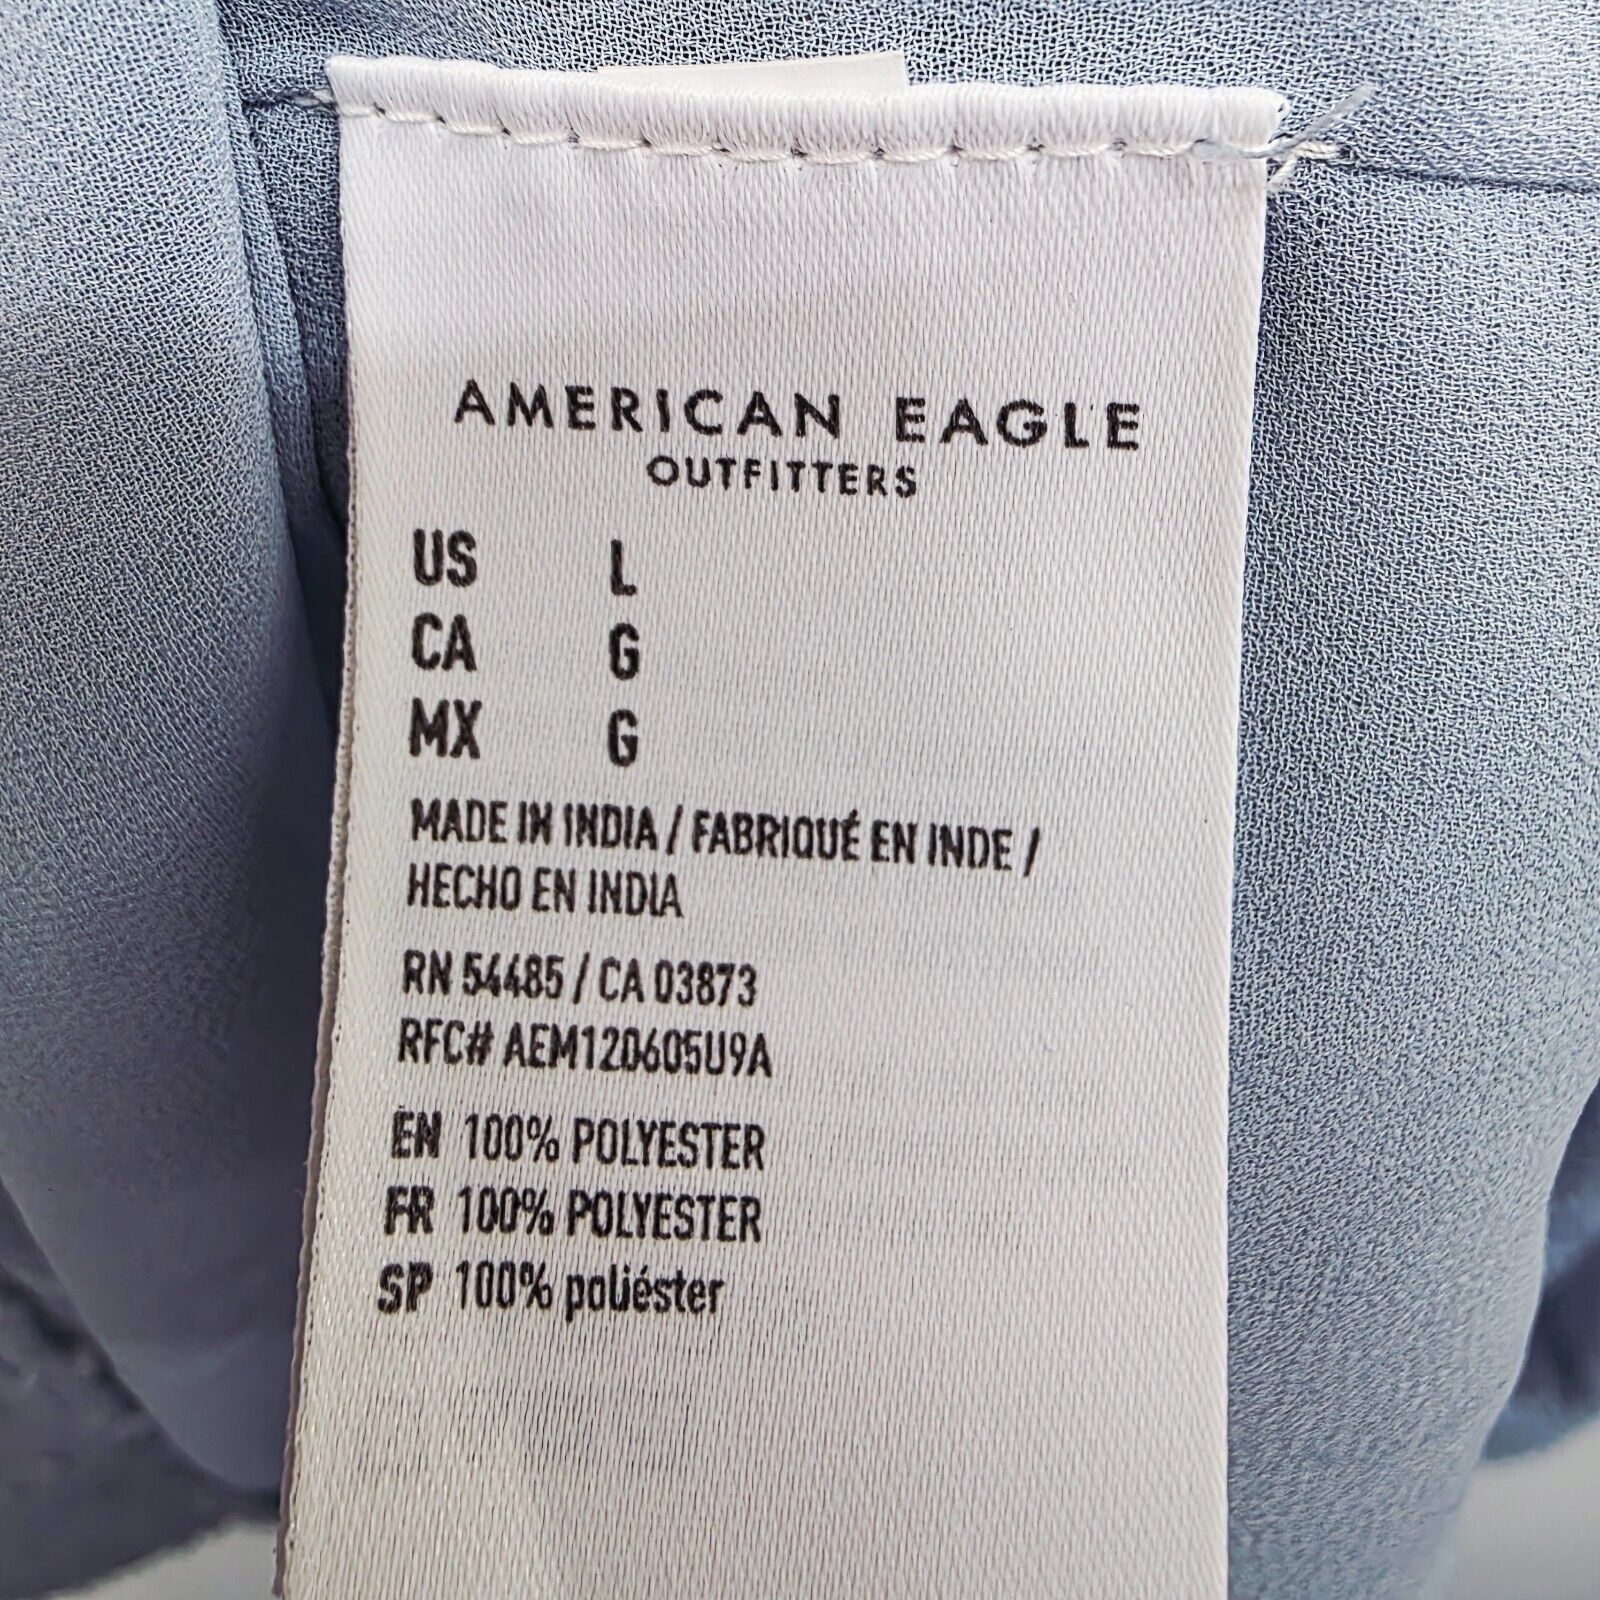 AMERICAN EAGLE
OUTFITTERS
US L
CA G
MX G
MADE IN INDIA / FABRIQUÉ EN INDE /
HECHO EN INDIA
RN 54485 / CA 03873
RFC# AEM120605U9A
EN 100% POLYESTER
FR 100% POLYESTER
SP 100% poliéster